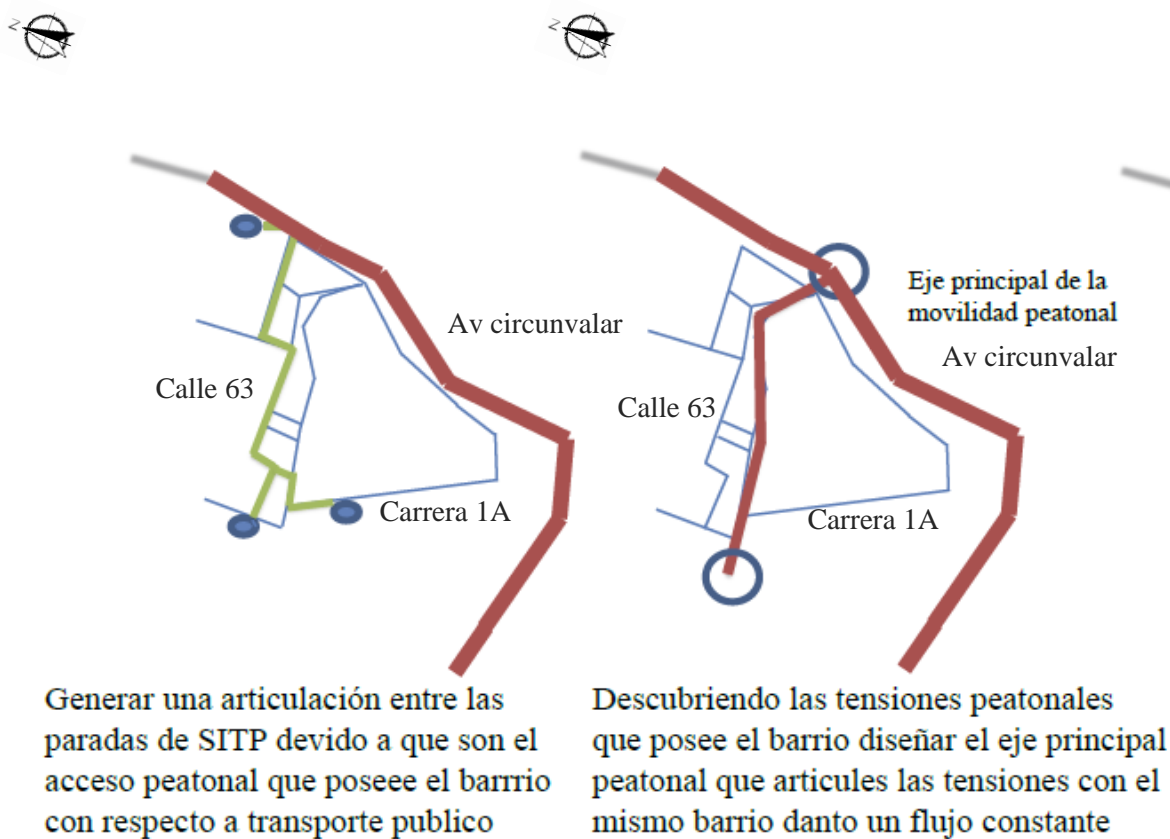 Z
Z
Eje principal de la
movilidad peatonal
Av circunvalar
Av circunvalar
Calle 63
Calle 63
Carrera 1A
Carrera 1A
Generar una articulación entre las
paradas de SITP devido a que son el
acceso peatonal que poseee el barrrio
con respecto a transporte publico
Descubriendo las tensiones peatonales
que posee el barrio diseñar el eje principal
peatonal que articules las tensiones con el
mismo barrio danto un flujo constante